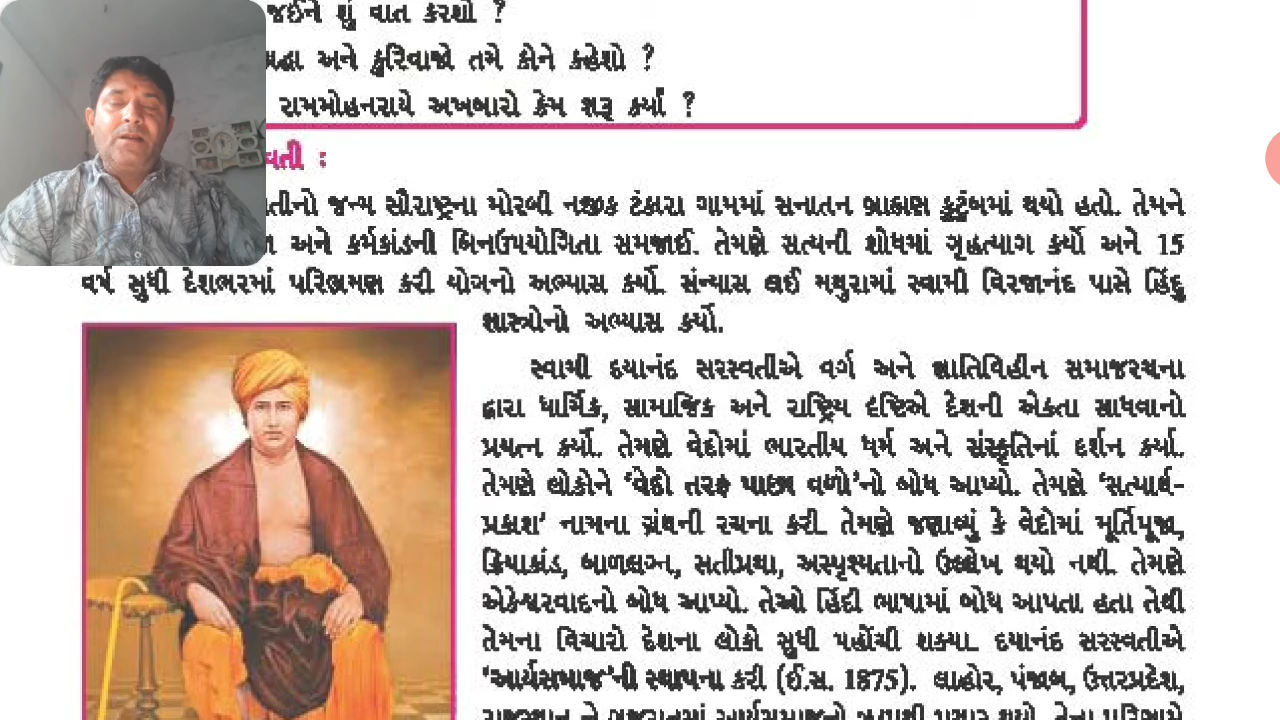 જઈને શું વાત કરશો ?
અને કુરિવાજો તમે કોને કહેશો ?
રામમોહનરાયે અખબારો કેમ શરૂ કર્યાં ?
વતી :
તીનો જન્મ સૌરાષ્ટ્રના મોરબી નજીક ટંકારા ગામમાં સનાતન બ્રાહ્મણ કુટુંબમાં થયો હતો. તેમને
અને કર્મકાંડની બિનઉપયોગિતા સમજાઈ. તેમણે સત્યની શોધમાં ગૃહત્યાગ કર્યો અને 15
વર્ષ સુધી દેશભરમાં પરિભ્રમણ કરી યોગનો અભ્યાસ કર્યો. સંન્યાસ લઈ મથુરામાં સ્વામી વિરજાનંદ પાસે હિંદુ
શાસ્ત્રોનો અભ્યાસ કર્યો.
સ્વામી દયાનંદ સરસ્વતીએ વર્ગ અને જ્ઞાતિવિહીન સમાજરચના
દ્વારા ધાર્મિક, સામાજિક અને રાષ્ટ્રિય દૃષ્ટિએ દેશની એકતા સાધવાનો
પ્રયત્ન કર્યો. તેમણે વેદોમાં ભારતીય ધર્મ અને સંસ્કૃતિનાં દર્શન કર્યા.
તેમણે લોકોને ‘વેદો તરફ પાછા વળો’નો બોધ આપ્યો. તેમણે ‘સત્યાર્થ-
પ્રકાશ’ નામના ગ્રંથની રચના કરી. તેમણે જણાવ્યું કે વેદોમાં મૂર્તિપૂજા,
ક્રિયાકાંડ, બાળલગ્ન, સતીપ્રથા, અસ્પૃશ્યતાનો ઉલ્લેખ થયો નથી. તેમણે
એકેશ્વરવાદનો બોધ આપ્યો. તેઓ હિંદી ભાષામાં બોધ આપતા હતા તેથી
તેમના વિચારો દેશના લોકો સુધી પહોંચી શક્યા. દયાનંદ સરસ્વતીએ
‘આર્યસમાજ’ની સ્થાપના કરી (ઈ.સ. 1875). લાહોર, પંજાબ, ઉત્તરપ્રદેશ,